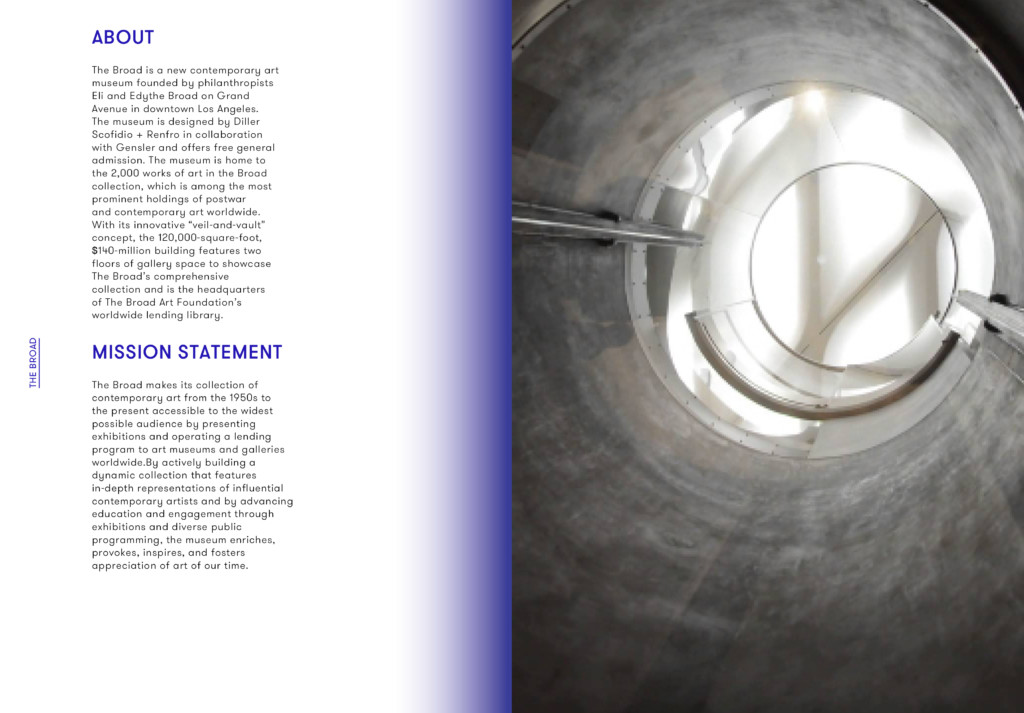 ABOUT
The Broad is a new contemporary art
museum founded by philanthropists
Eli and Edythe Broad on Grand
Avenue in downtown Los Angeles.
The museum is designed by Diller
Scofidio + Renfro in collaboration
with Gensler and offers free general
admission. The museum is home to
the 2,000 works of art in the Broad
collection, which is among the most
prominent holdings of postwar
and contemporary art worldwide.
With its innovative “veil-and-vault”
concept, the 120,000-square-foot,
$140-million building features two
floors of gallery space to showcase
The Broad’s comprehensive
collection and is the headquarters
of The Broad Art Foundation’s
worldwide lending library.
MISSION STATEMENT
The Broad makes its collection of
contemporary art from the 1950s to
the present accessible to the widest
possible audience by presenting
exhibitions and operating a lending
program to art museums and galleries
worldwide.By actively building a
dynamic collection that features
in-depth representations of influential
contemporary artists and by advancing
education and engagement through
exhibitions and diverse public
programming, the museum enriches,
provokes, inspires, and fosters
appreciation of art of our time.
THE BROAD